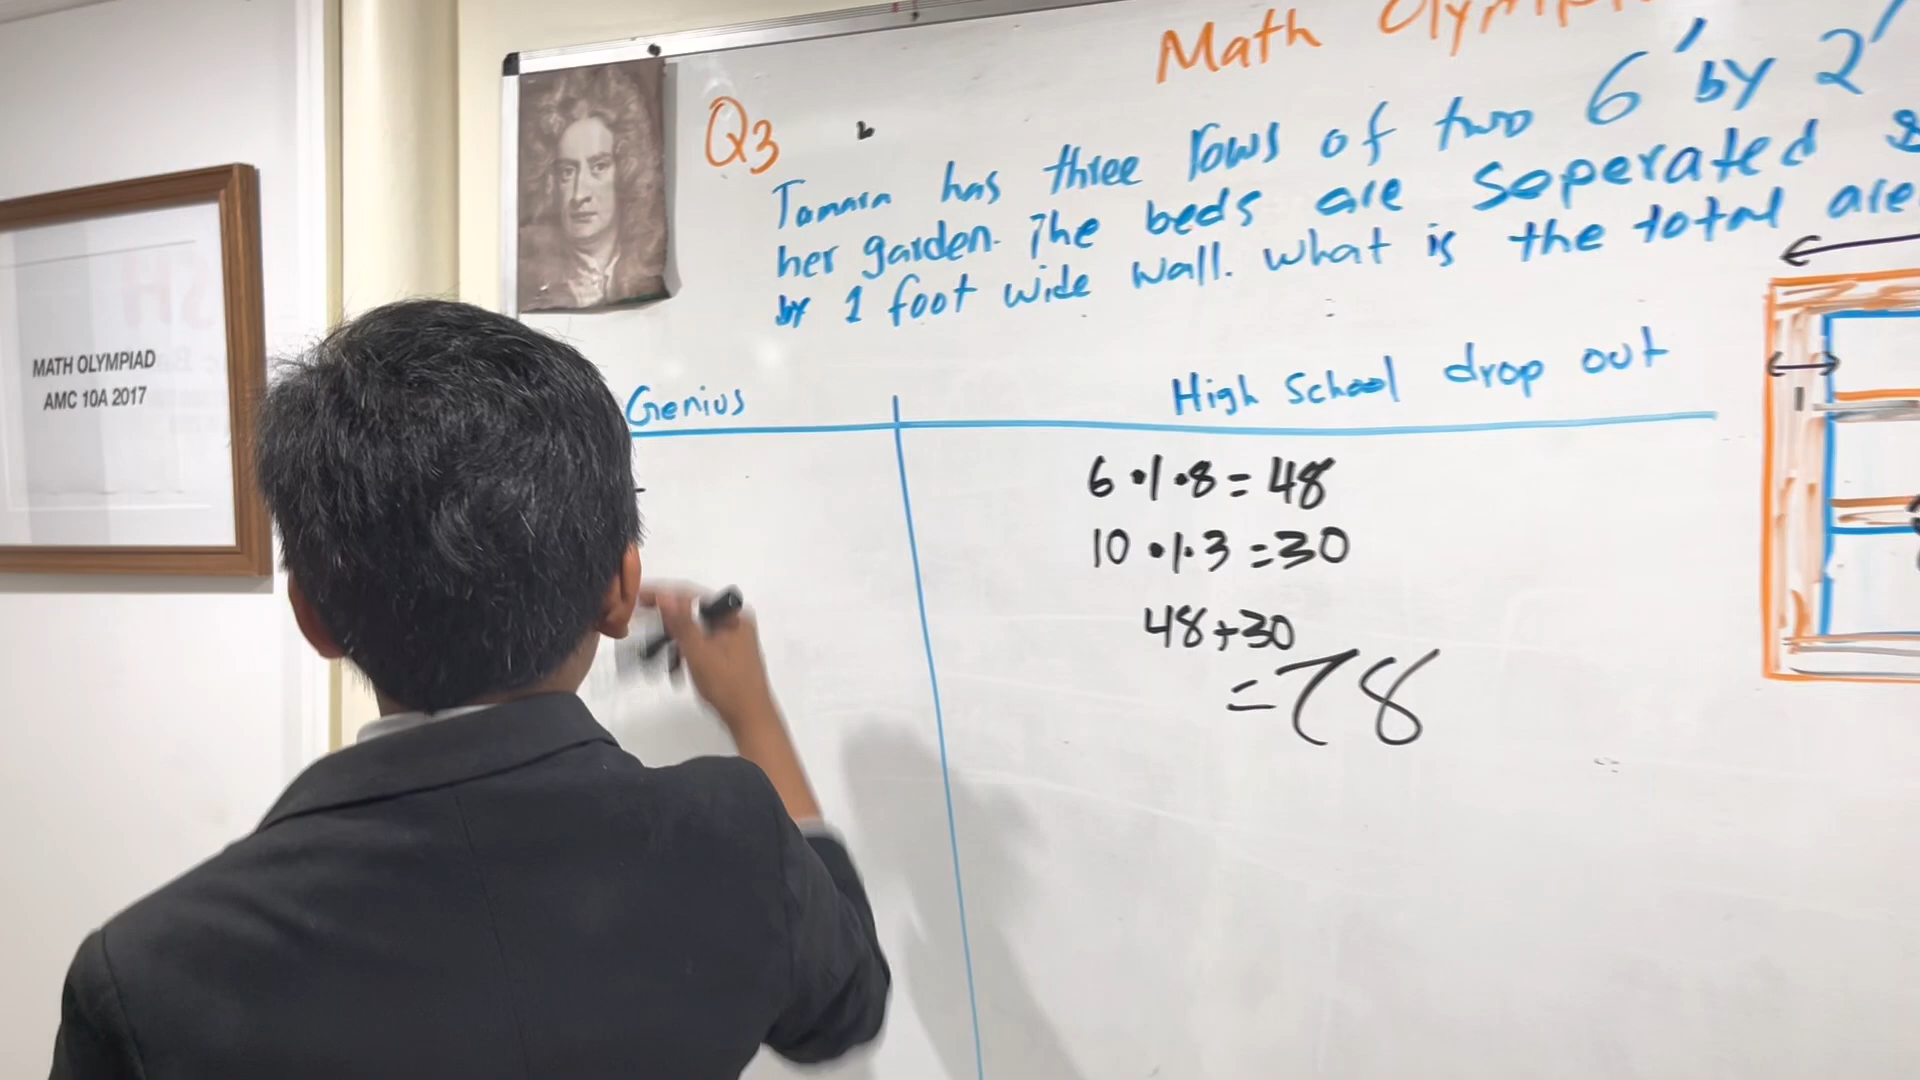 Math
Q3
Tamara has three rows of two 6' by 2'
her garden. The beds are seperated
by 1 foot wide wall. what is the total
MATH OLYMPIAD
AMC 10A 2017
Genius
High School drop out
6·1·8=48
10·1·3=30
48+30
=78
1